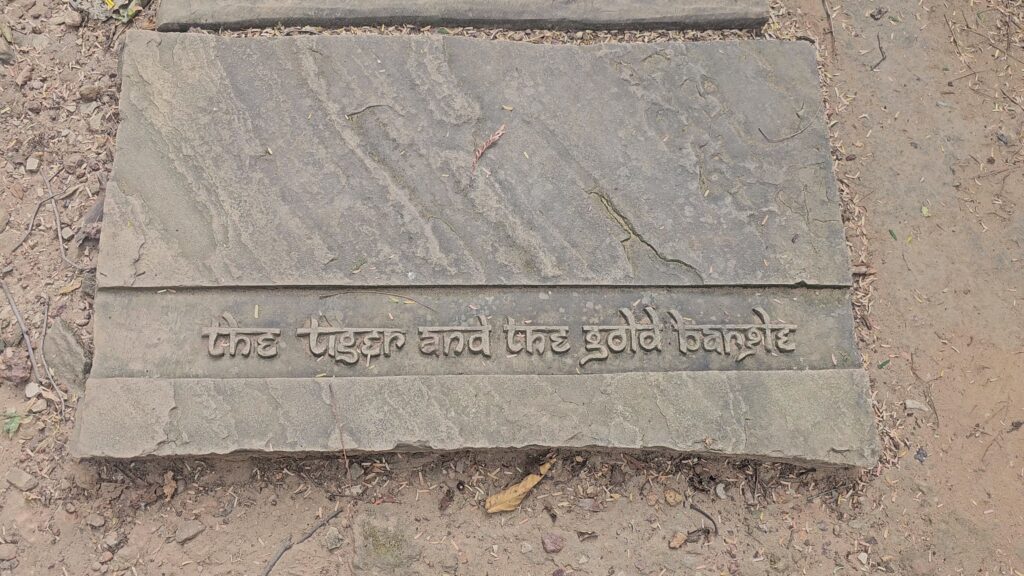 the tiger and the gold bangle